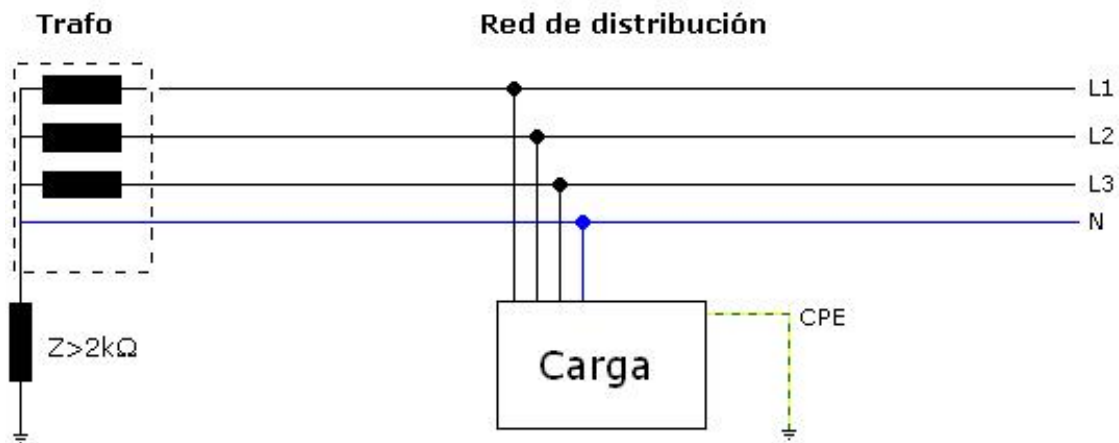 Trafo
Red de distribución
L1
L2
L3
N
CPE
Z>2kΩ
Carga